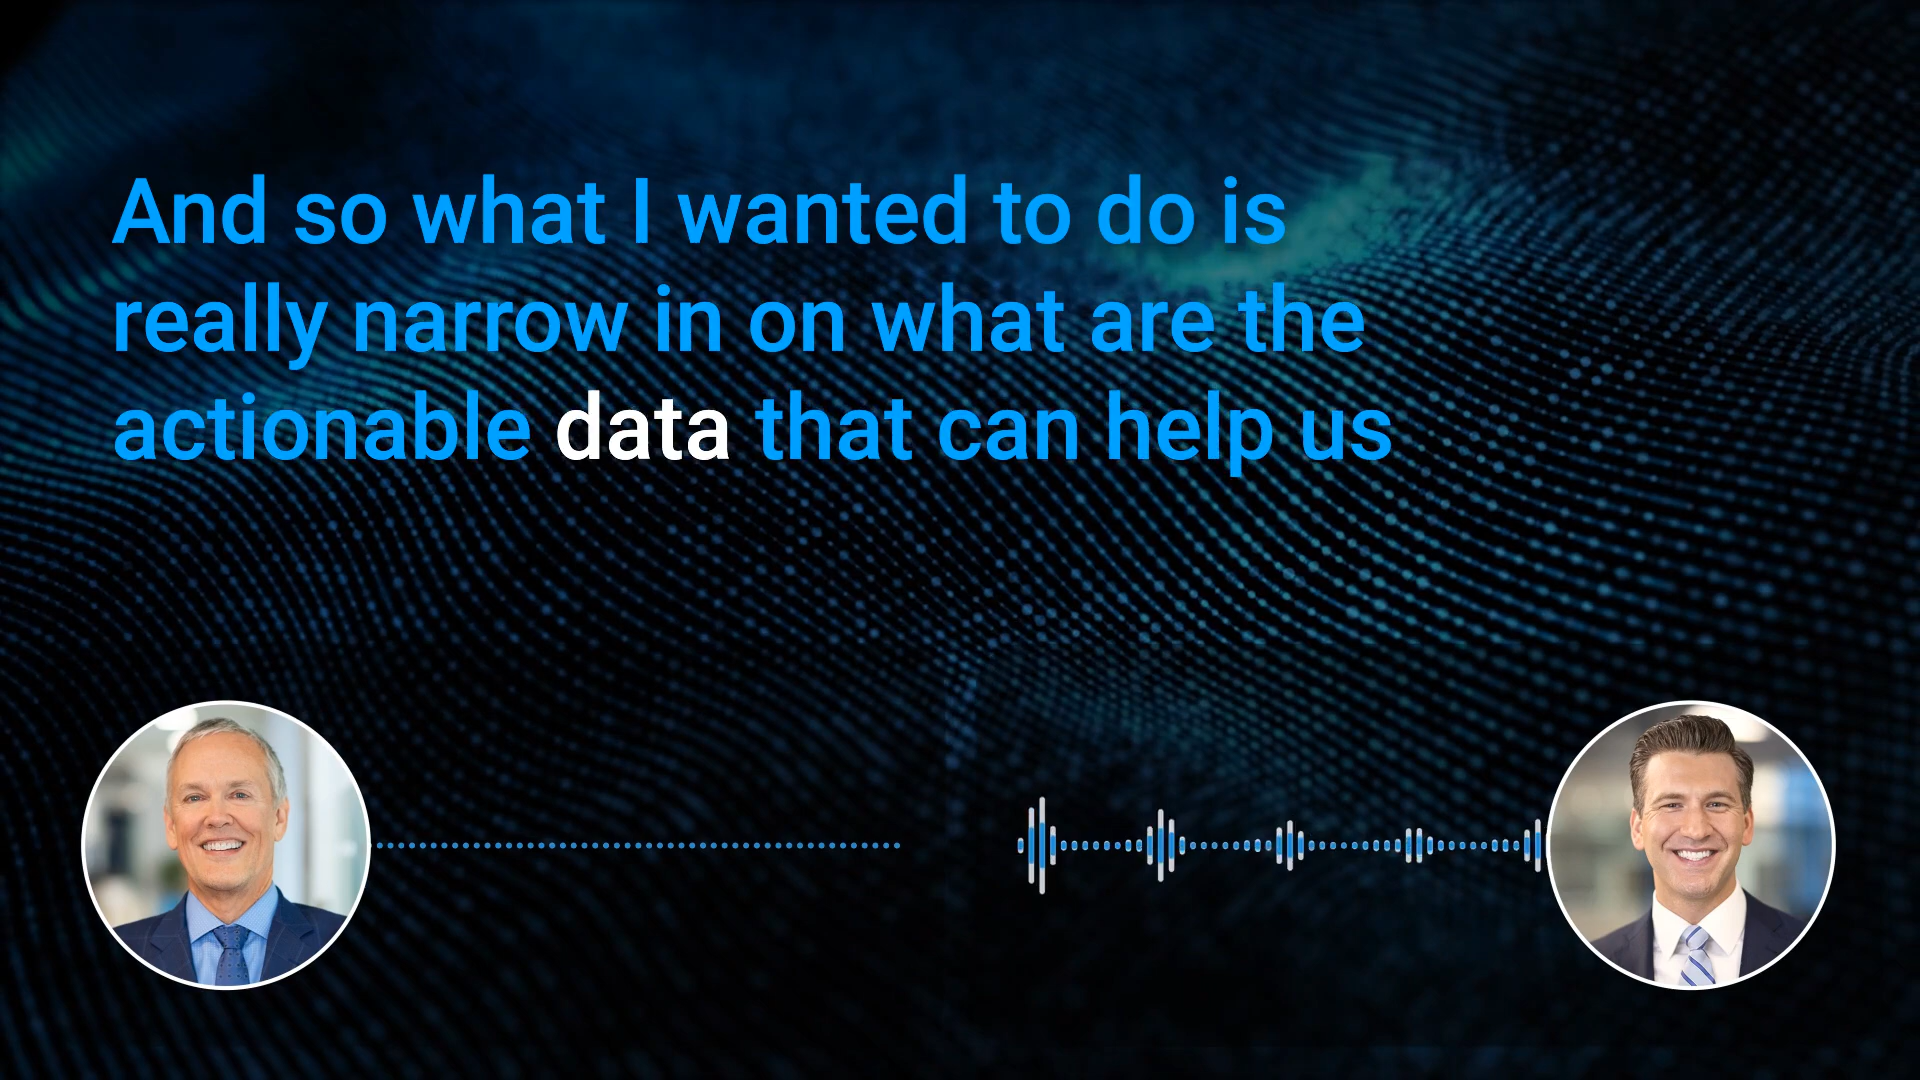 And so what I wanted to do is
really narrow in on what are the
actionable data that can help us